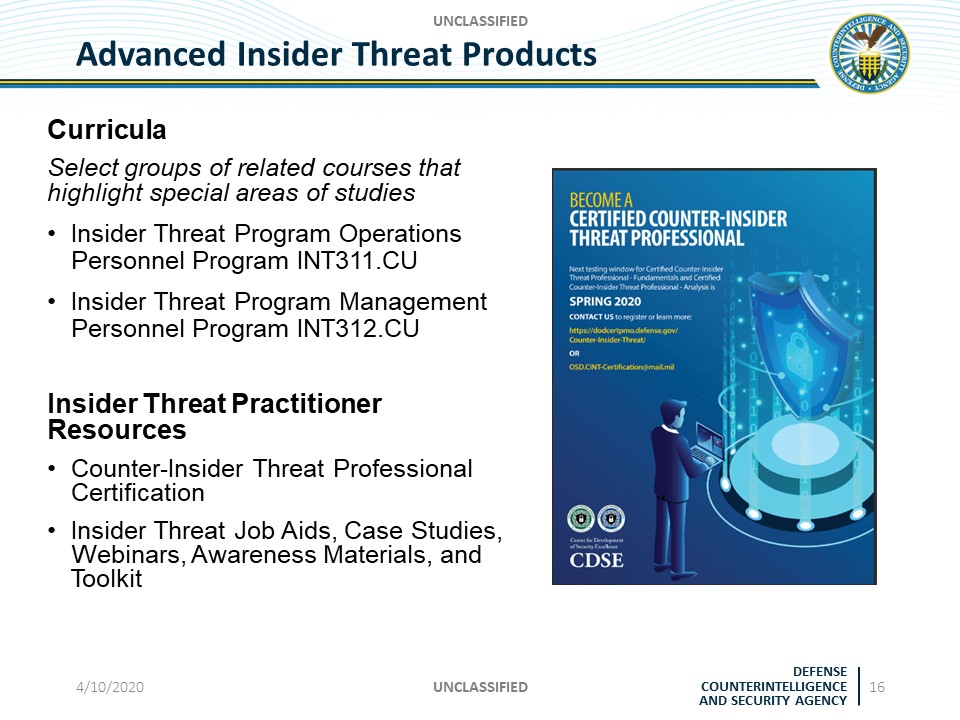 UNCLASSIFIED
Advanced Insider Threat Products
DEFENSE COUNTERINTELLIGENCE AND SECURITY AGENCY
Curricula
Select groups of related courses that
highlight special areas of studies
• Insider Threat Program Operations
Personnel Program INT311.CU
• Insider Threat Program Management
Personnel Program INT312.CU
Insider Threat Practitioner
Resources
• Counter-Insider Threat Professional
Certification
• Insider Threat Job Aids, Case Studies,
Webinars, Awareness Materials, and
Toolkit
BECOME A
CERTIFIED COUNTER-INSIDER
THREAT PROFESSIONAL
Next testing window for Certified Counter-Insider
Threat Professional - Fundamentals and Certified
Counter-Insider Threat Professional - Analysis is
SPRING 2020
CONTACT US to register or learn more:
https://dodcertpmo.defense.gov/
Counter-Insider-Threat/
OR
OSD.CINT-Certification@mail.mil
Center for Development
of Security Excellence
CDSE
4/10/2020
UNCLASSIFIED
DEFENSE
COUNTERINTELLIGENCE
AND SECURITY AGENCY
16